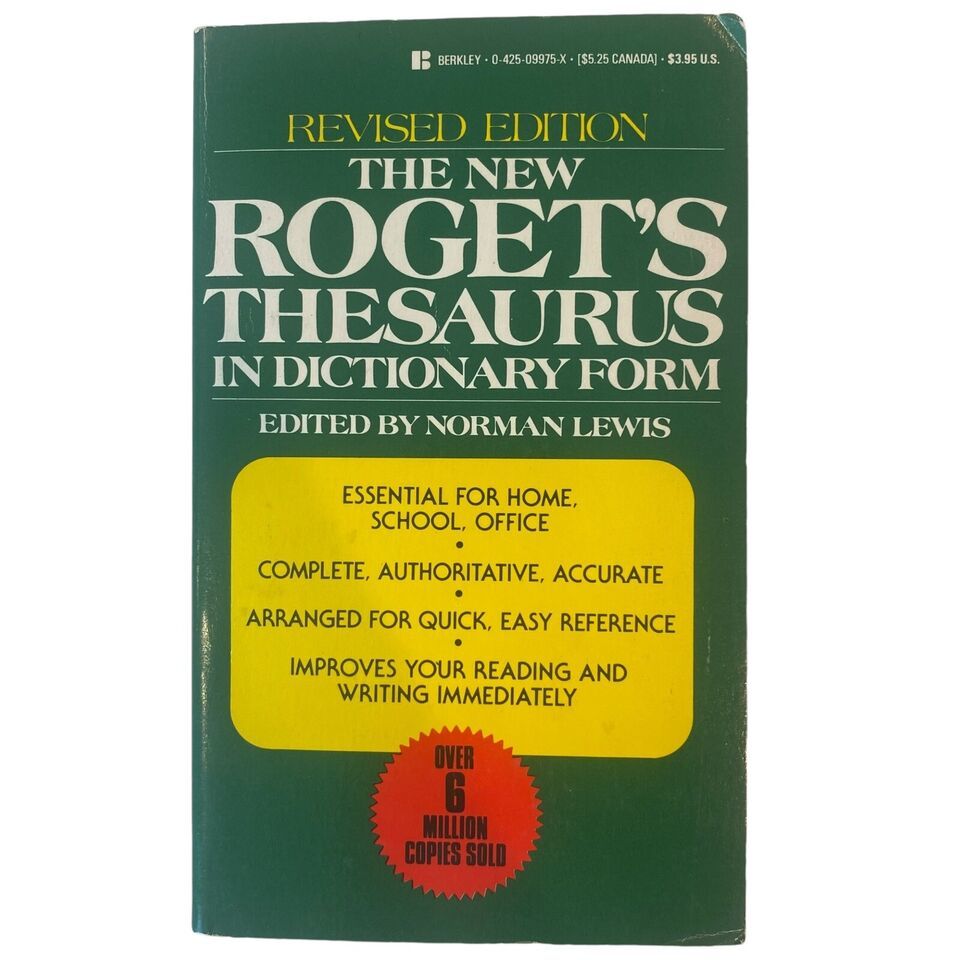 BERKLEY • 0-425-09975-X • [$5.25 CANADA] • $3.95 U.S.
REVISED EDITION
THE NEW
ROGET'S
THESAURUS
IN DICTIONARY FORM
EDITED BY NORMAN LEWIS
ESSENTIAL FOR HOME,
SCHOOL, OFFICE
•
COMPLETE, AUTHORITATIVE, ACCURATE
•
ARRANGED FOR QUICK, EASY REFERENCE
•
IMPROVES YOUR READING AND
WRITING IMMEDIATELY
OVER
6
MILLION
COPIES SOLD